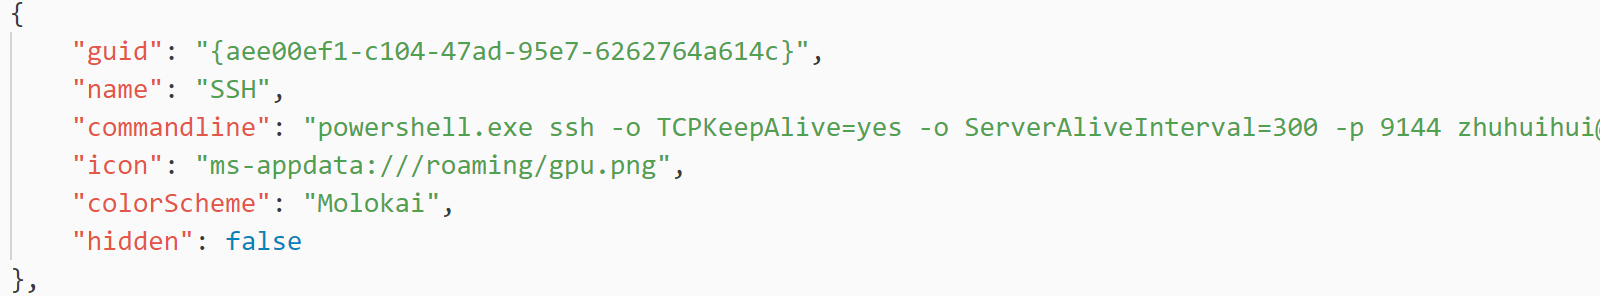 {
"guid": "{aee00ef1-c104-47ad-95e7-6262764a614c}",
"name": "SSH",
"commandline": "powershell.exe ssh -o TCPKeepAlive=yes -o ServerAliveInterval=300 -p 9144 zhuhuihui@
"icon": "ms-appdata:///roaming/gpu.png",
"colorScheme": "Molokai",
"hidden": false
},